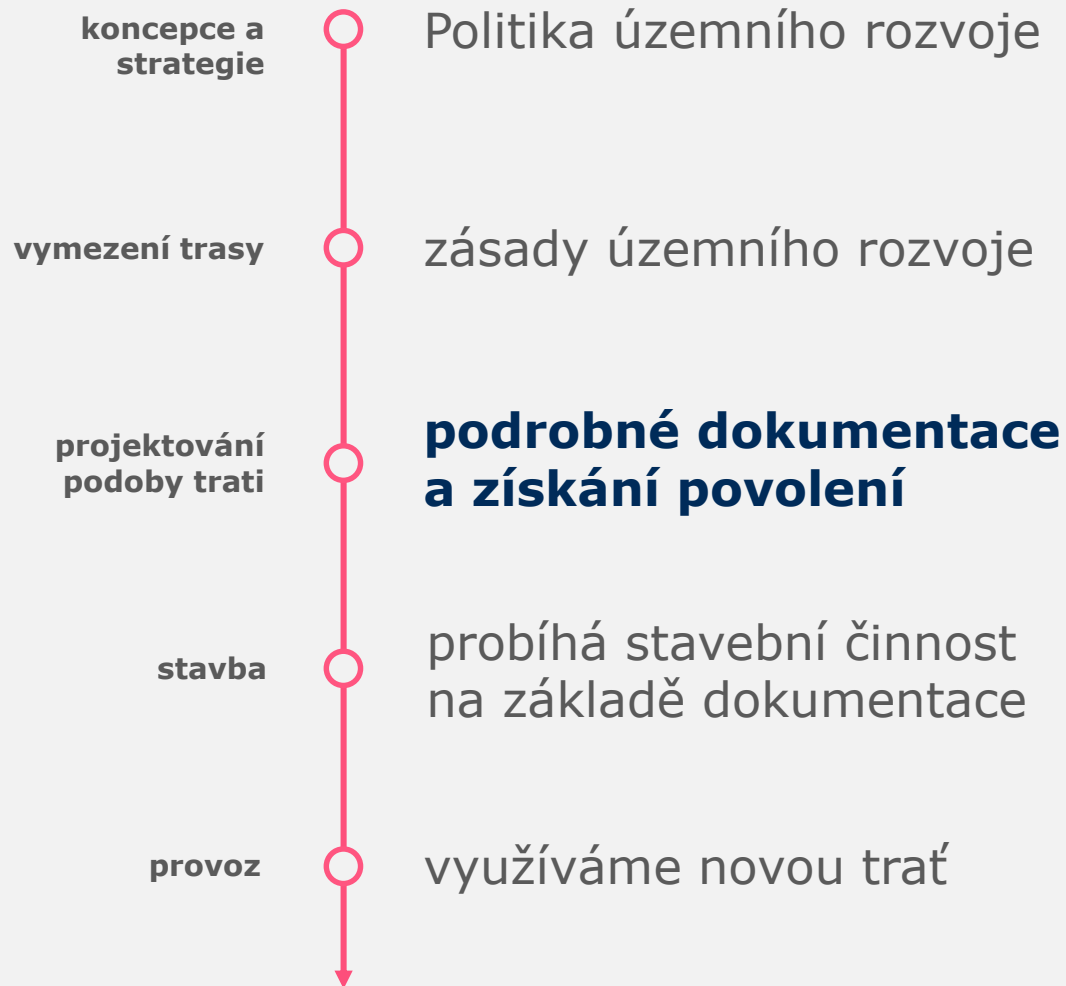 koncepce a
strategie
Politika územního rozvoje
vymezení trasy
zásady územního rozvoje
projektování
podoby trati
podrobné dokumentace
a získání povolení
stavba
probíhá stavební činnost
na základě dokumentace
provoz
využíváme novou trať